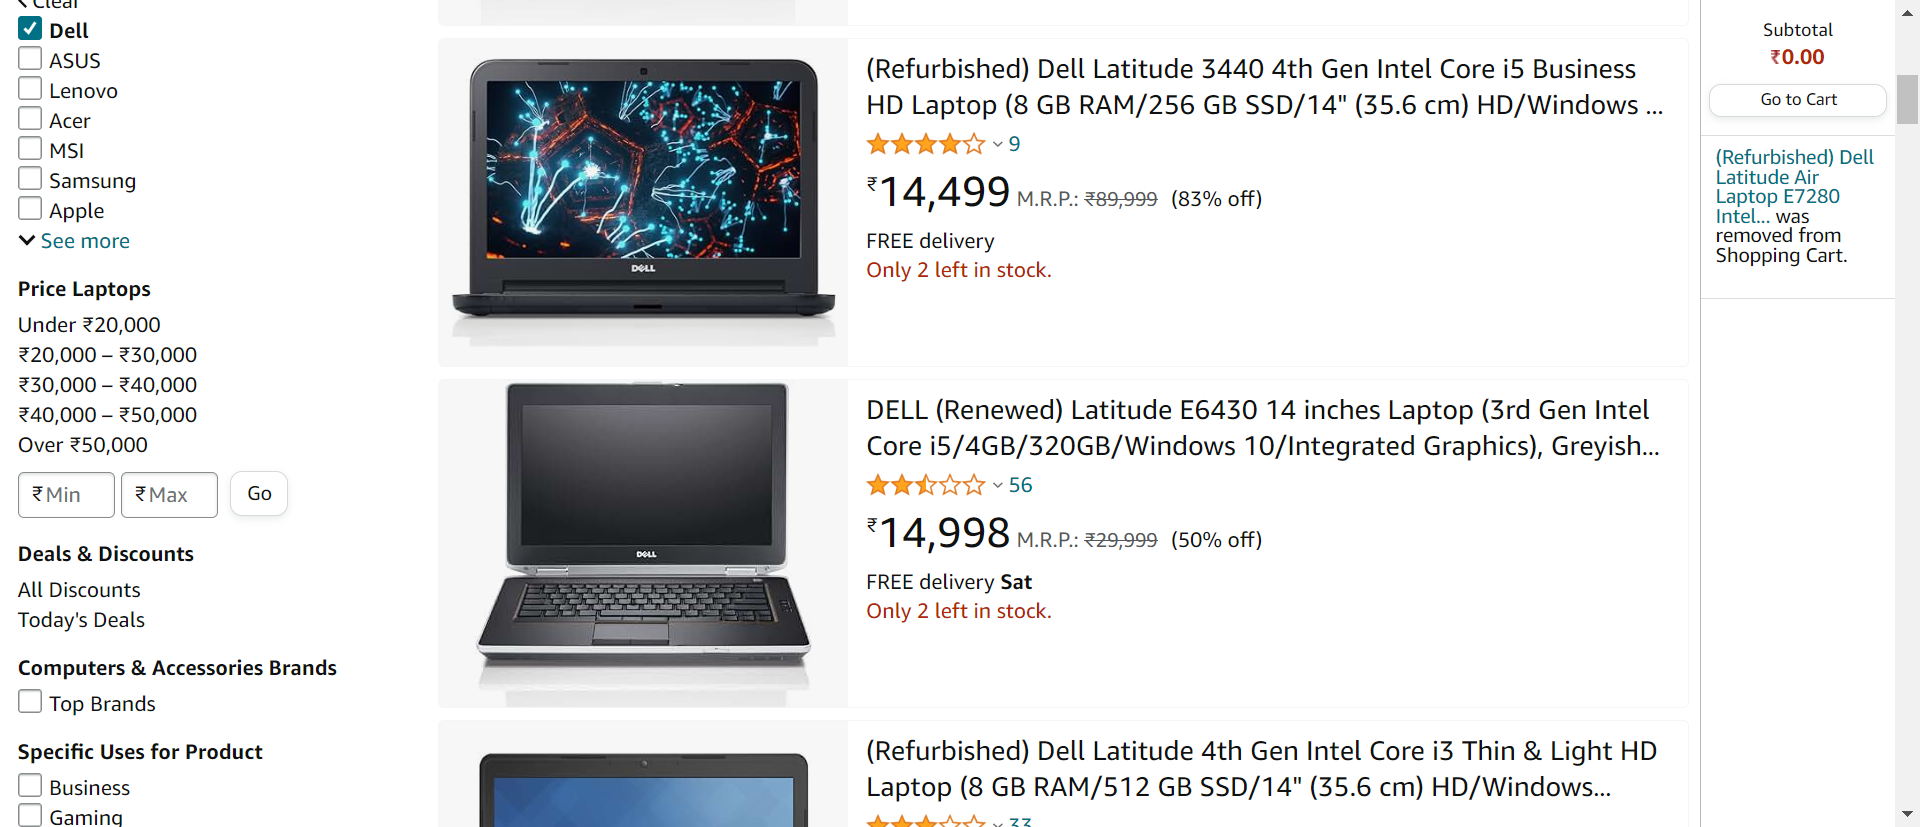 Clear
Dell
ASUS
Lenovo
Acer
MSI
Samsung
Apple
See more
Price Laptops
Under ₹20,000
₹20,000 – ₹30,000
₹30,000 – ₹40,000
₹40,000 – ₹50,000
Over ₹50,000
₹ Min ₹ Max Go
Deals & Discounts
All Discounts
Today's Deals
Computers & Accessories Brands
Top Brands
Specific Uses for Product
Business
Gaming
DELL
(Refurbished) Dell Latitude 3440 4th Gen Intel Core i5 Business
HD Laptop (8 GB RAM/256 GB SSD/14" (35.6 cm) HD/Windows ...
9
₹14,499 M.R.P.: ₹89,999 (83% off)
FREE delivery
Only 2 left in stock.
DELL
DELL (Renewed) Latitude E6430 14 inches Laptop (3rd Gen Intel
Core i5/4GB/320GB/Windows 10/Integrated Graphics), Greyish...
56
₹14,998 M.R.P.: ₹29,999 (50% off)
FREE delivery Sat
Only 2 left in stock.
(Refurbished) Dell Latitude 4th Gen Intel Core i3 Thin & Light HD
Laptop (8 GB RAM/512 GB SSD/14" (35.6 cm) HD/Windows...
33
Subtotal
₹0.00
Go to Cart
(Refurbished) Dell
Latitude Air
Laptop E7280
Intel... was
removed from
Shopping Cart.